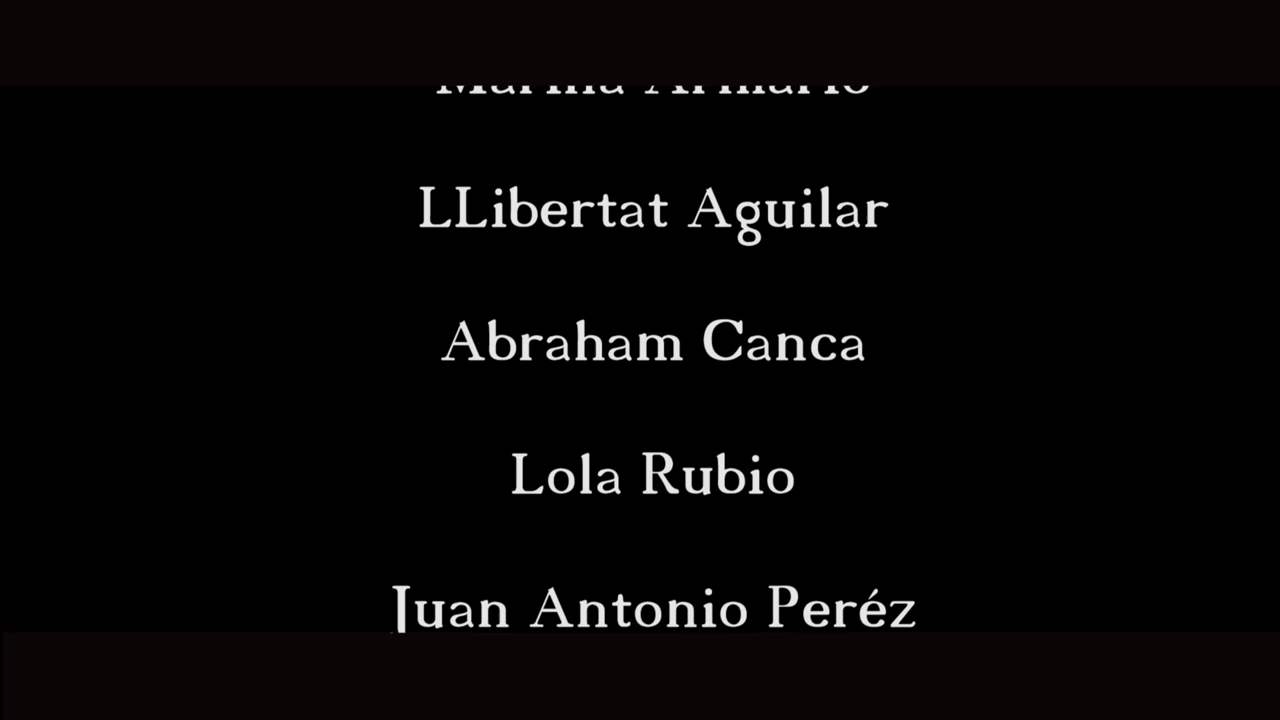 LLibertat Aguilar
Abraham Canca
Lola Rubio
Juan Antonio Peréz